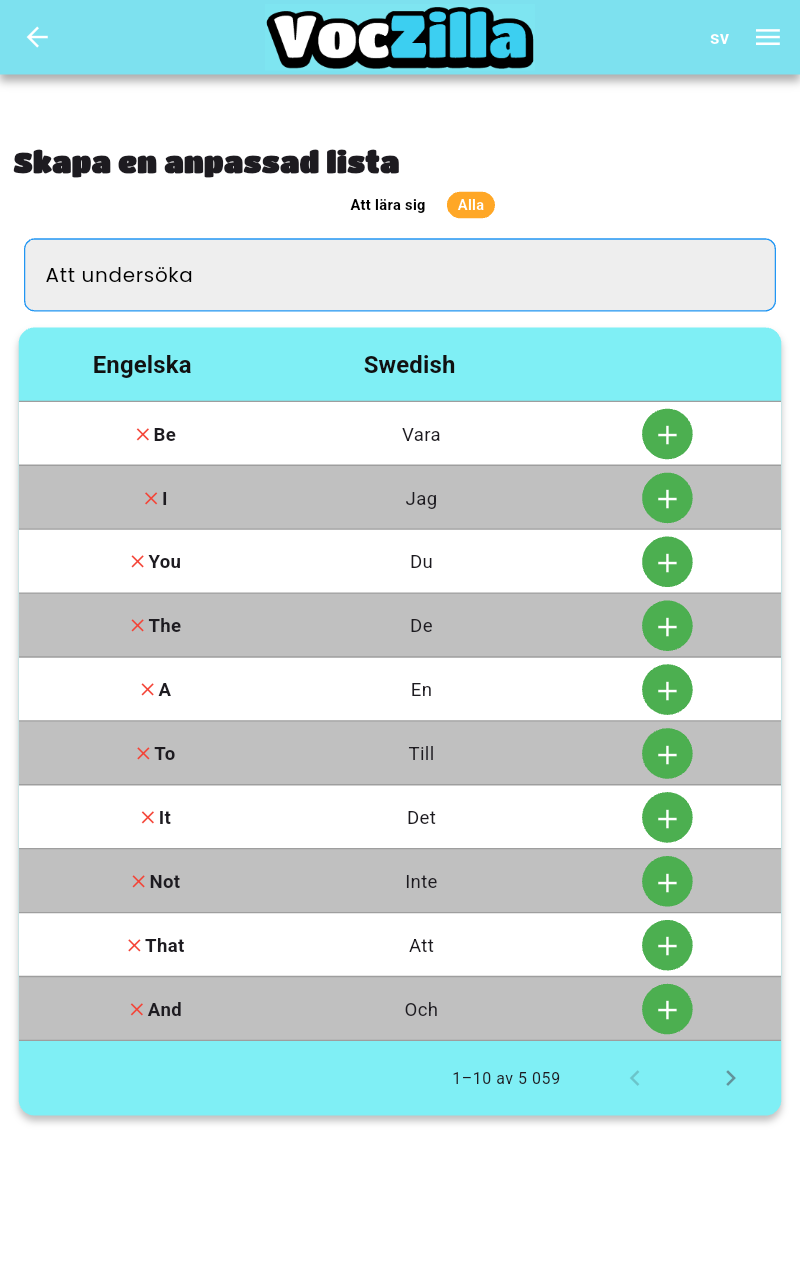 VocZilla
sv
Skapa en anpassad lista
Att lära sig Alla
Att undersöka
Engelska Swedish
Be Vara
I Jag
You Du
The De
A En
To Till
It Det
Not Inte
That Att
And Och
1–10 av 5 059